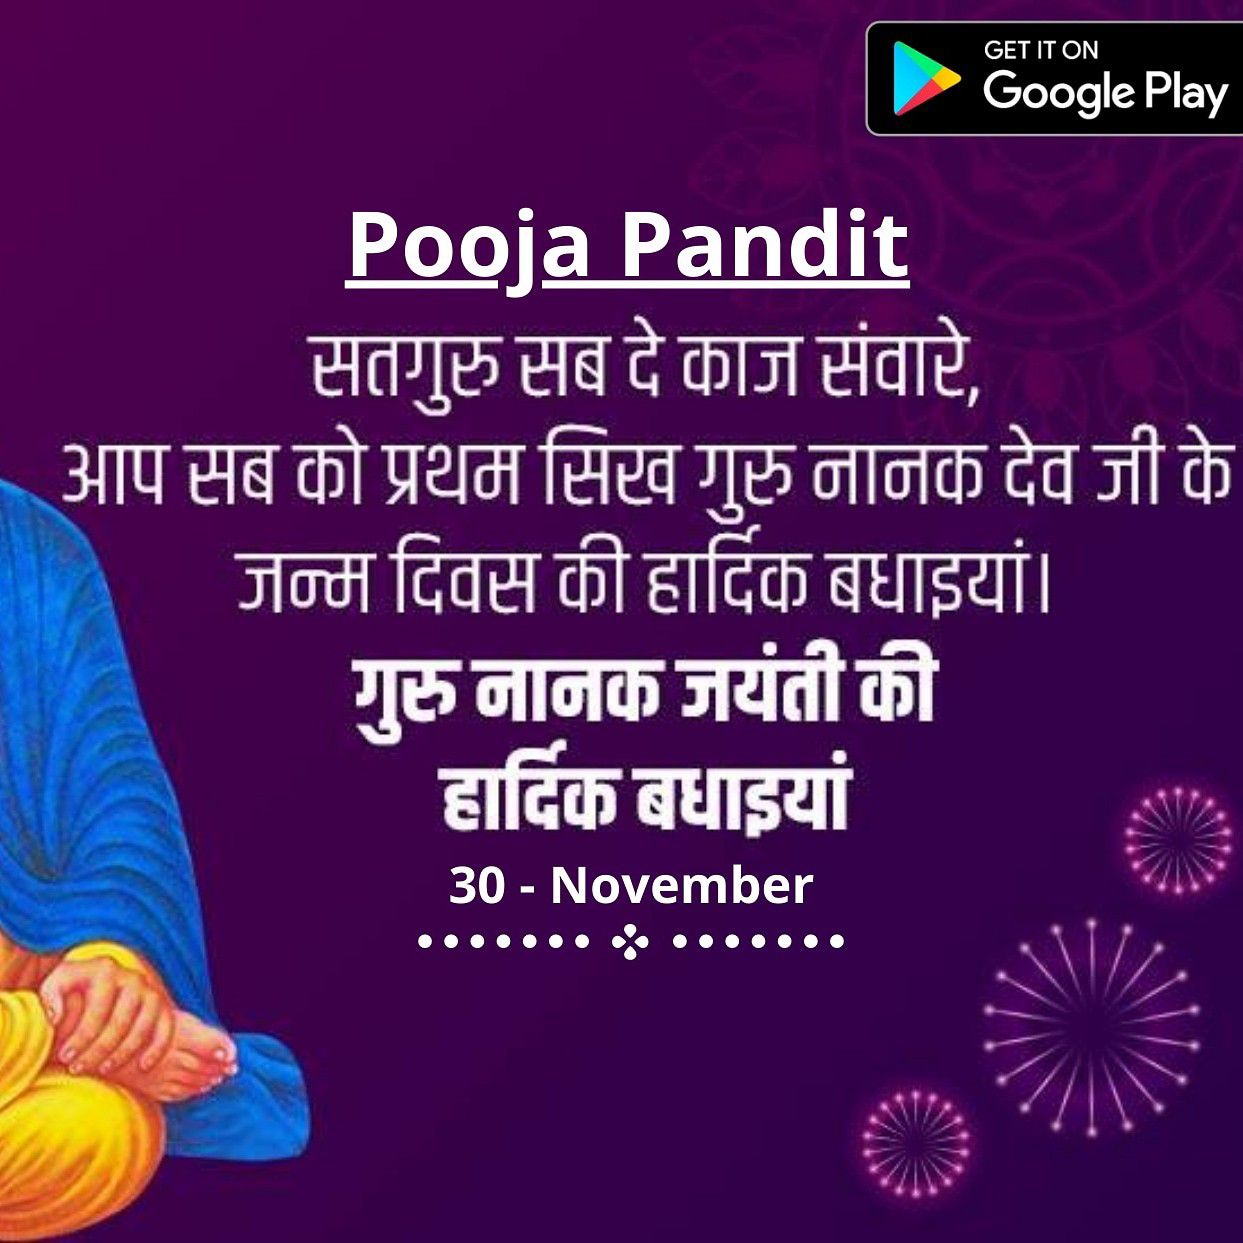 GET IT ON
Google Play
Pooja Pandit
सतगुरु सब दे काज संवारे,
आप सब को प्रथम सिख गुरु नानक देव जी के
जन्म दिवस की हार्दिक बधाइयां।
गुरु नानक जयंती की
हार्दिक बधाइयां
30 - November